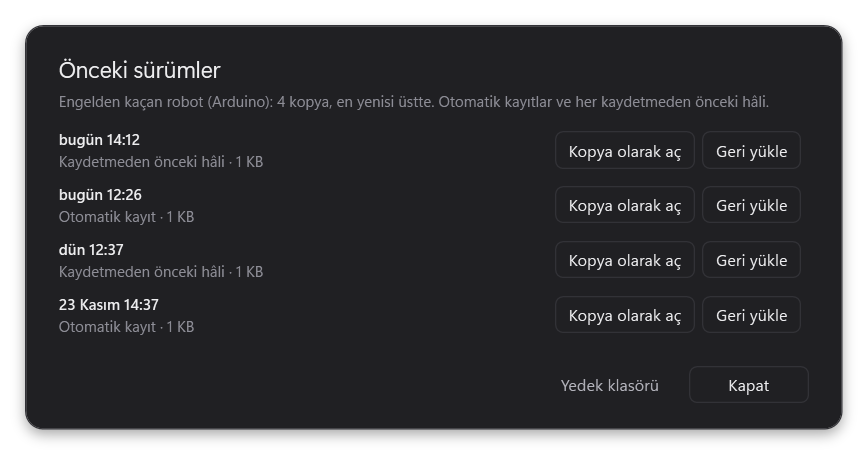 Önceki sürümler
Engelden kaçan robot (Arduino): 4 kopya, en yenisi üstte. Otomatik kayıtlar ve her kaydetmeden önceki hâli.
bugün 14:12
Kaydetmeden önceki hâli · 1 KB
Kopya olarak aç
Geri yükle
bugün 12:26
Otomatik kayıt · 1 KB
Kopya olarak aç
Geri yükle
dün 12:37
Kaydetmeden önceki hâli · 1 KB
Kopya olarak aç
Geri yükle
23 Kasım 14:37
Otomatik kayıt · 1 KB
Kopya olarak aç
Geri yükle
Yedek klasörü
Kapat